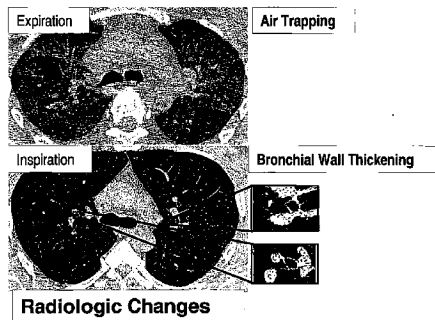 Expiration
Air Trapping
Inspiration
Bronchial Wall Thickening
Radiologic Changes